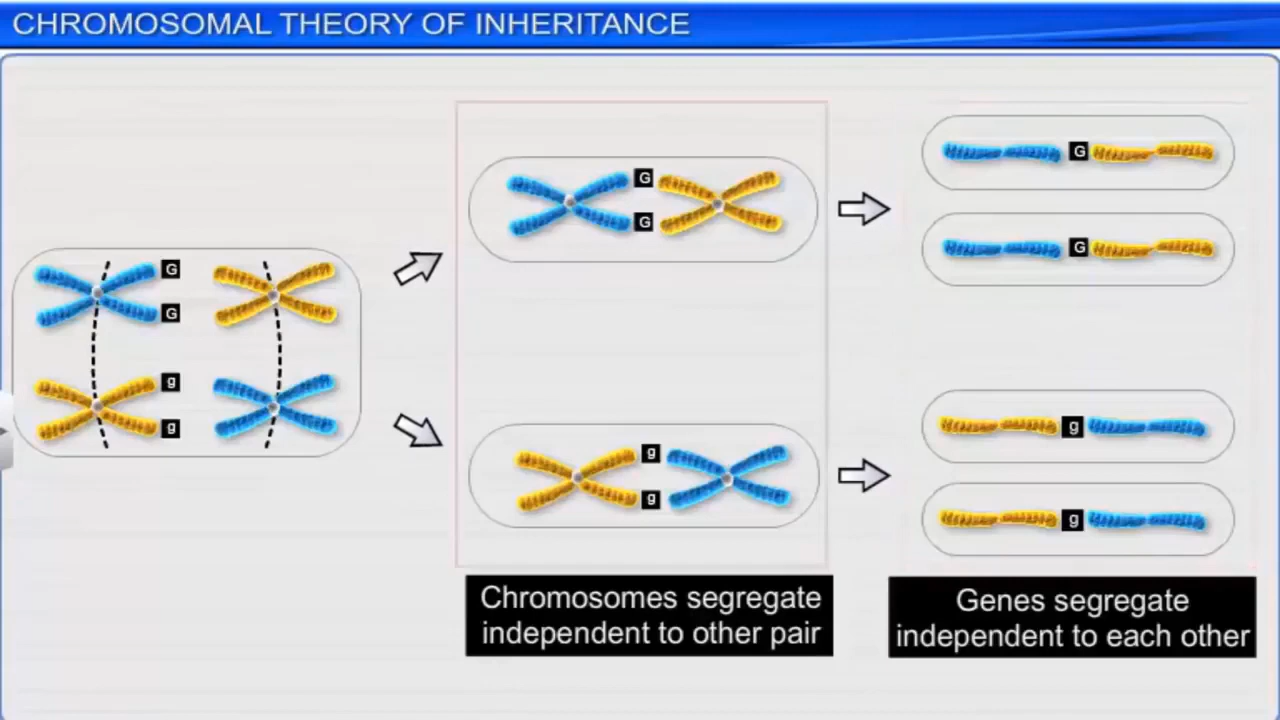 CHROMOSOMAL THEORY OF INHERITANCE
G
G
g
g
G
G
g
g
G
G
g
g
Chromosomes segregate
independent to other pair
Genes segregate
independent to each other